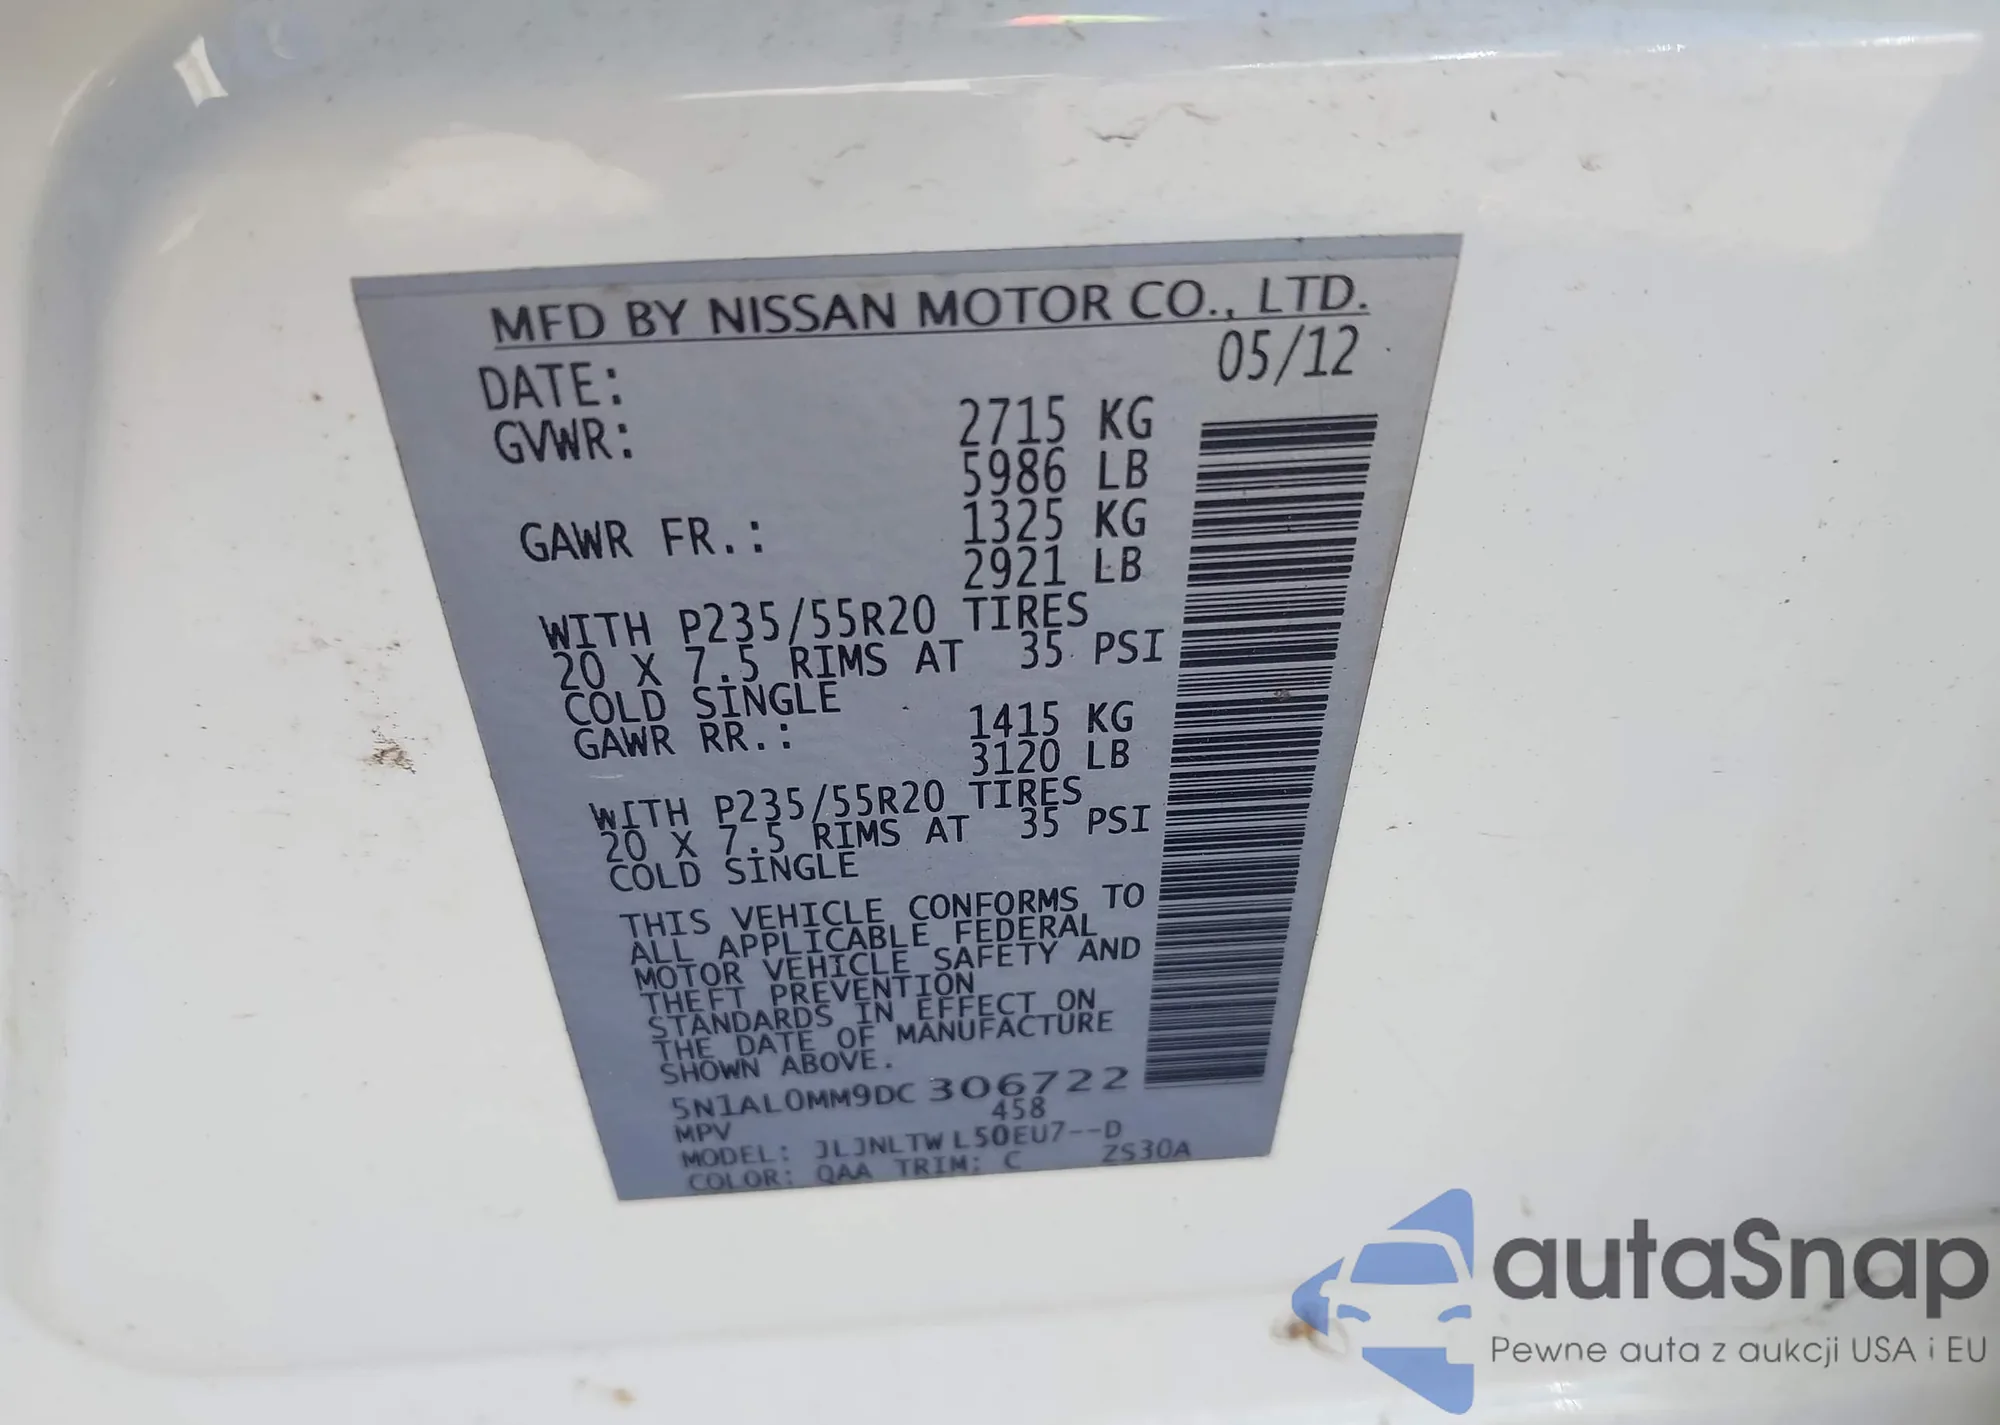 MFD BY NISSAN MOTOR CO., LTD.
DATE: 05/12
GVWR: 2715 KG
5986 LB
GAWR FR.: 1325 KG
2921 LB
WITH P235/55R20 TIRES
20 X 7.5 RIMS AT 35 PSI
COLD SINGLE
GAWR RR.: 1415 KG
3120 LB
WITH P235/55R20 TIRES
20 X 7.5 RIMS AT 35 PSI
COLD SINGLE
THIS VEHICLE CONFORMS TO
ALL APPLICABLE FEDERAL
MOTOR VEHICLE SAFETY AND
THEFT PREVENTION
STANDARDS IN EFFECT ON
THE DATE OF MANUFACTURE
SHOWN ABOVE.
5N1AL0MM9DC 306722
MPV 458
MODEL: JLJNLTW L50EU7--D
COLOR: QAA TRIM: C ZS30A
autaSnap
Pewne auta z aukcji USA i EU